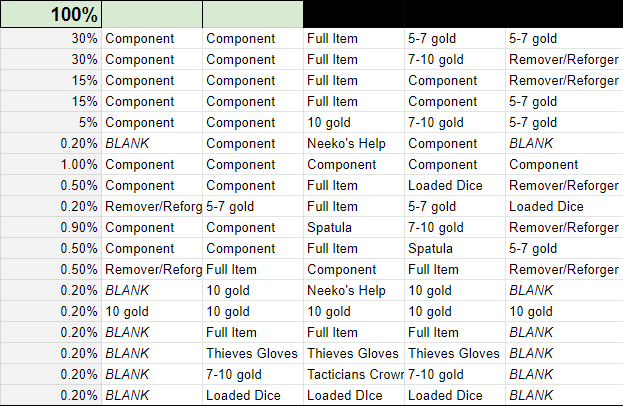 100%
30% Component Component Full Item 5-7 gold 5-7 gold
30% Component Component Full Item 7-10 gold Remover/Reforger
15% Component Component Full Item Component Remover/Reforger
15% Component Component Full Item Component 5-7 gold
5% Component Component 10 gold 7-10 gold 5-7 gold
0.20% BLANK Component Neeko's Help Component BLANK
1.00% Component Component Component Component Component
0.50% Component Component Full Item Loaded Dice Remover/Reforger
0.20% Remover/Reforg 5-7 gold Full Item 5-7 gold Loaded Dice
0.90% Component Component Spatula 7-10 gold Remover/Reforger
0.50% Component Component Full Item Spatula 5-7 gold
0.50% Remover/Reforg Full Item Component Full Item Remover/Reforger
0.20% BLANK 10 gold Neeko's Help 10 gold BLANK
0.20% 10 gold 10 gold 10 gold 10 gold 10 gold
0.20% BLANK Full Item Full Item Full Item BLANK
0.20% BLANK Thieves Gloves Thieves Gloves Thieves Gloves BLANK
0.20% BLANK 7-10 gold Tacticians Crown 7-10 gold BLANK
0.20% BLANK Loaded Dice Loaded DIce Loaded Dice BLANK